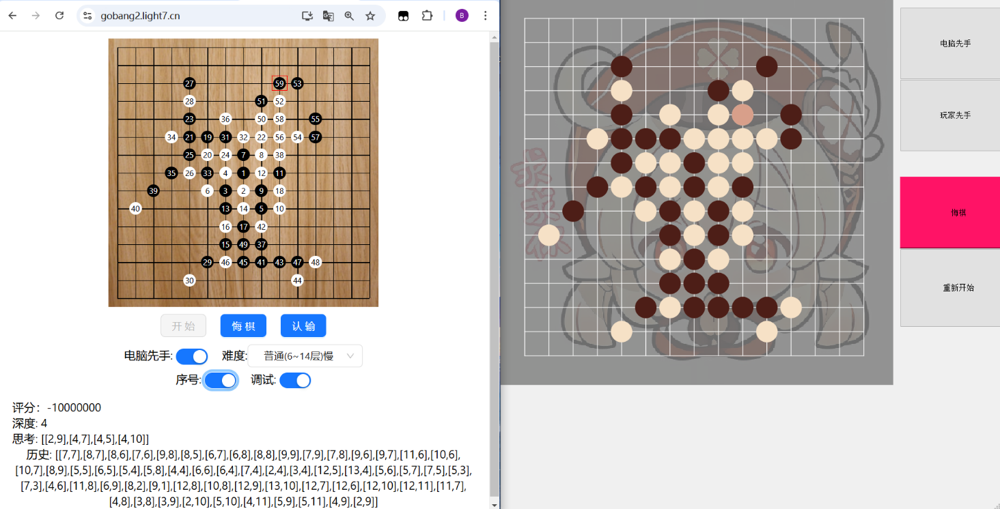 gobang2.light7.cn
B
27 59 53
28 51 52
23 36 50 58 55
34 21 19 31 32 22 56 54 57
25 20 24 7 8 38
35 26 33 4 1 12 11
39 6 3 2 9 18
40 13 14 5 10
16 17 42
15 49 37
29 46 45 41 43 47 48
30 44
开 始 悔 棋 认 输
电脑先手: 难度: 普通(6~14层)慢
序号: 调试:
评分：-10000000
深度: 4
思考: [[2,9],[4,7],[4,5],[4,10]]
历史: [[7,7],[8,7],[8,6],[7,6],[9,8],[8,5],[6,7],[6,8],[8,8],[9,9],[7,9],[7,8],[9,6],[9,7],[11,6],[10,6],
[10,7],[8,9],[5,5],[6,5],[5,4],[5,8],[4,4],[6,6],[6,4],[7,4],[2,4],[3,4],[12,5],[13,4],[5,6],[5,7],[7,5],[5,3],
[7,3],[4,6],[11,8],[6,9],[8,2],[9,1],[12,8],[10,8],[12,9],[13,10],[12,7],[12,6],[12,10],[12,11],[11,7],
[4,8],[3,8],[3,9],[2,10],[5,10],[4,11],[5,9],[5,11],[4,9],[2,9]]
电脑先手
玩家先手
悔棋
重新开始